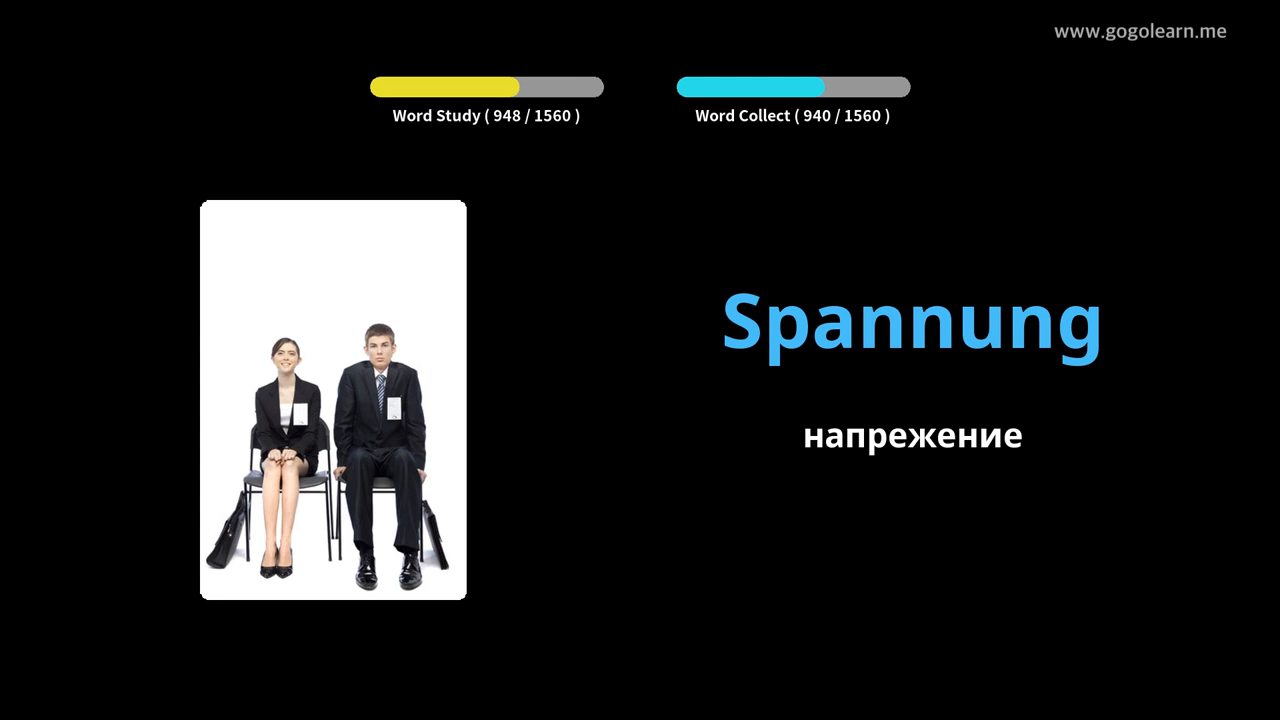 www.gogolearn.me
Word Study ( 948 / 1560 )
Word Collect ( 940 / 1560 )
Spannung
напрежение